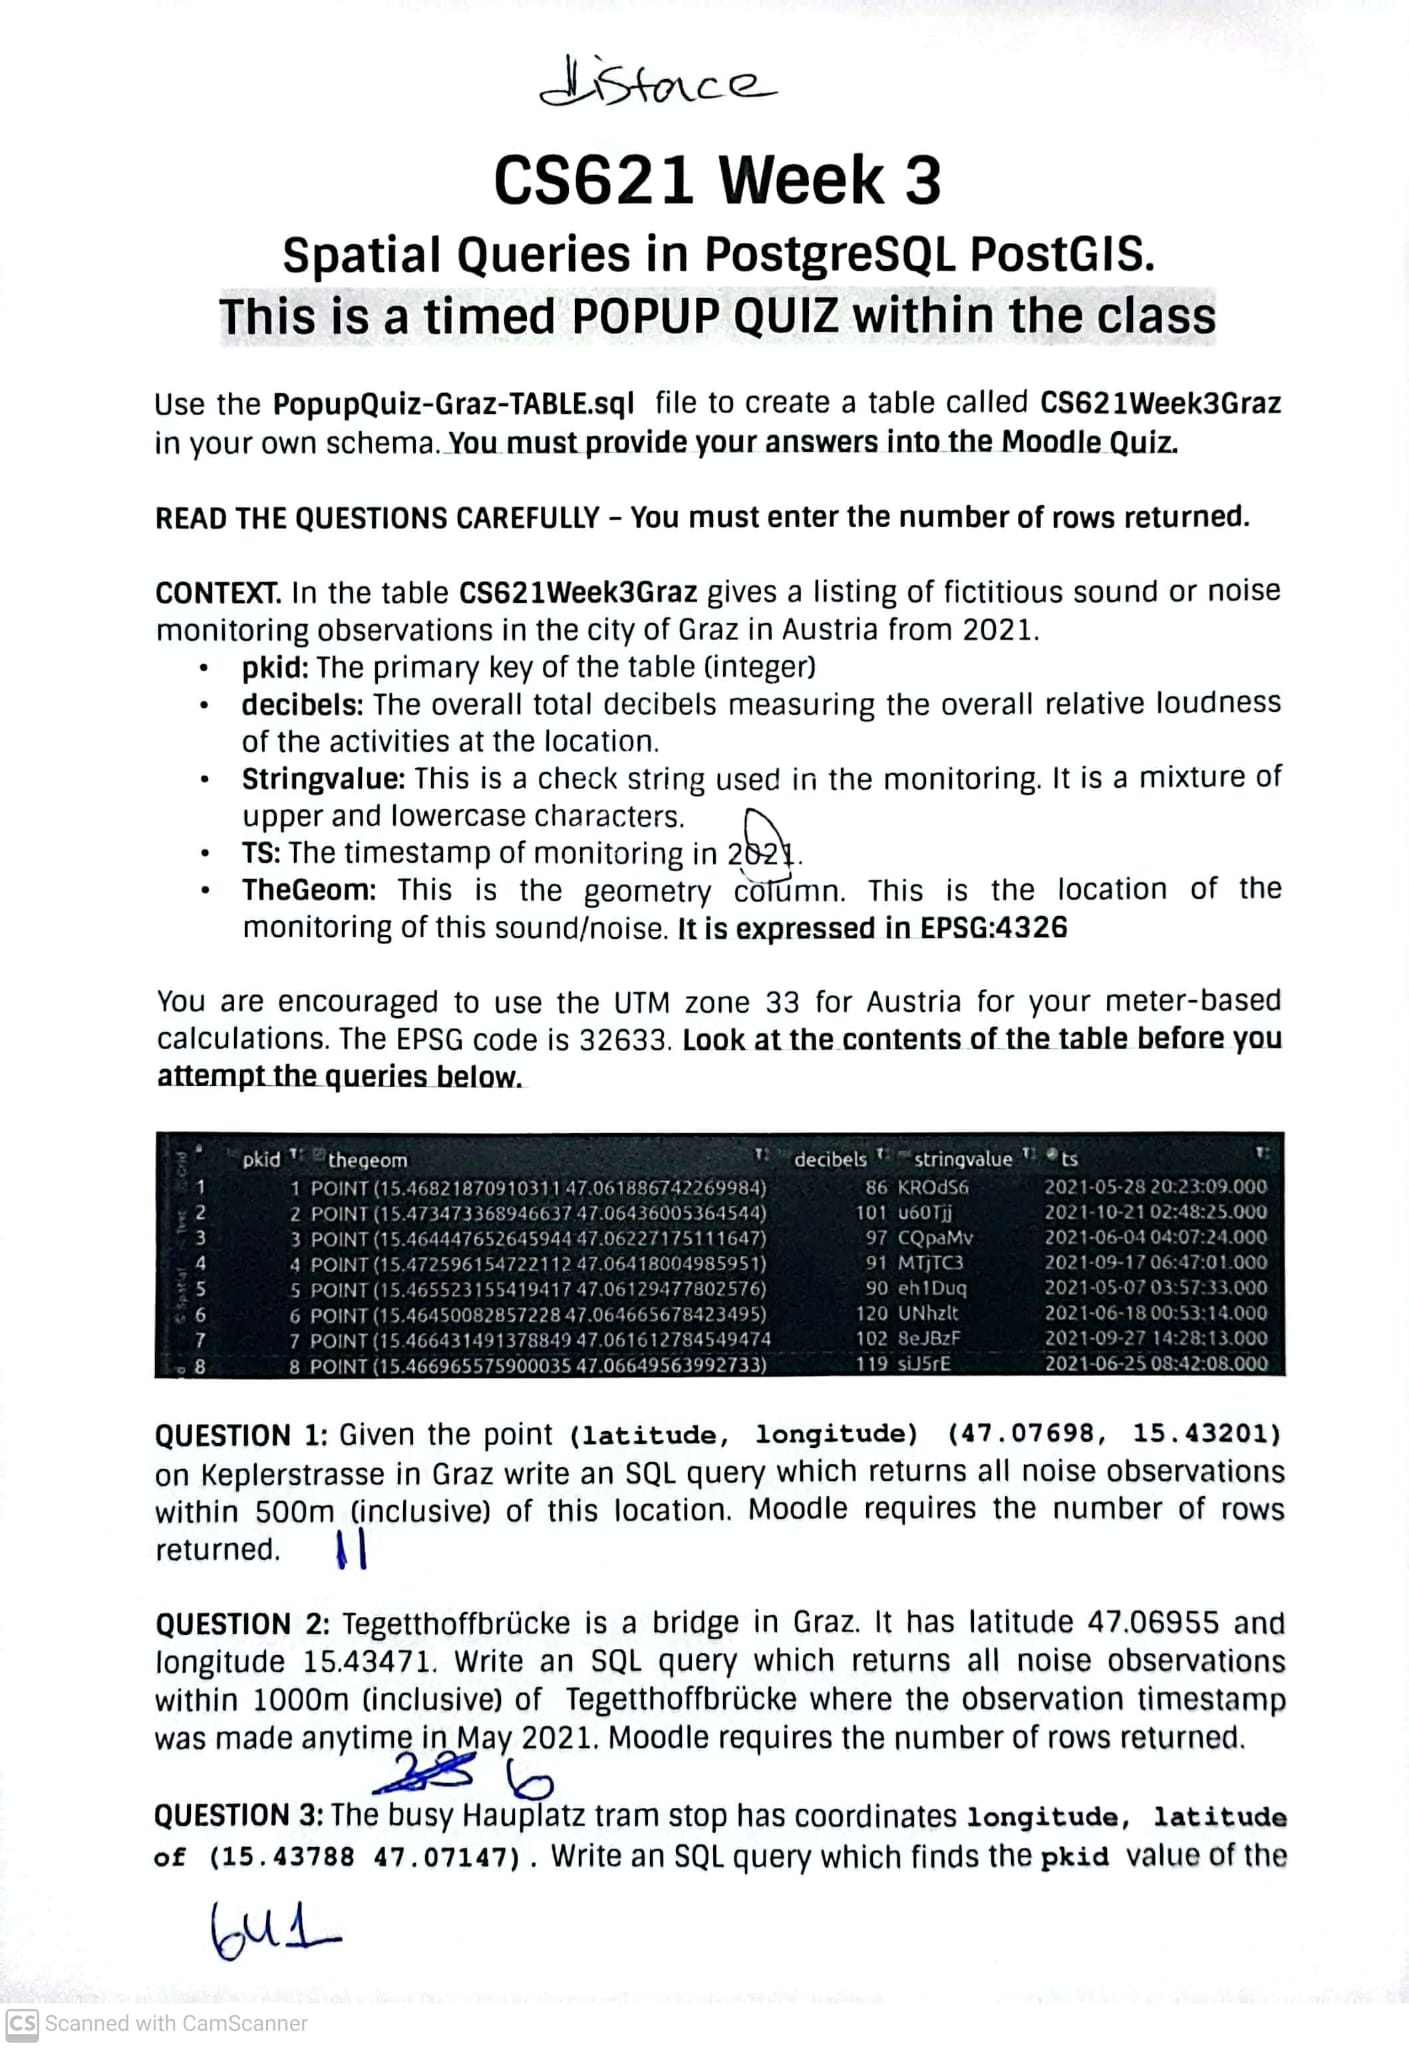 distace
CS621 Week 3
Spatial Queries in PostgreSQL PostGIS.
This is a timed POPUP QUIZ within the class
Use the PopupQuiz-Graz-TABLE.sql file to create a table called CS621Week3Graz
in your own schema. You must provide your answers into the Moodle Quiz.
READ THE QUESTIONS CAREFULLY – You must enter the number of rows returned.
CONTEXT. In the table CS621Week3Graz gives a listing of fictitious sound or noise
monitoring observations in the city of Graz in Austria from 2021.
• pkid: The primary key of the table (integer)
• decibels: The overall total decibels measuring the overall relative loudness
of the activities at the location.
• Stringvalue: This is a check string used in the monitoring. It is a mixture of
upper and lowercase characters.
• TS: The timestamp of monitoring in 2021.
• TheGeom: This is the geometry column. This is the location of the
monitoring of this sound/noise. It is expressed in EPSG:4326
You are encouraged to use the UTM zone 33 for Austria for your meter-based
calculations. The EPSG code is 32633. Look at the contents of the table before you
attempt the queries below.
pkid thegeom decibels stringvalue ts
1 1 POINT (15.46821870910311 47.061886742269984) 86 KROdS6 2021-05-28 20:23:09.000
2 2 POINT (15.473473368946637 47.06436005364544) 101 u6OTjj 2021-10-21 02:48:25.000
3 3 POINT (15.464447652645944 47.06227175111647) 97 CQpaMv 2021-06-04 04:07:24.000
4 4 POINT (15.472596154722112 47.06418004985951) 91 MTjTC3 2021-09-17 06:47:01.000
5 5 POINT (15.465523155419417 47.06129477802576) 90 eh1Duq 2021-05-07 03:57:33.000
6 6 POINT (15.46450082857228 47.064665678423495) 120 UNhzlt 2021-06-18 00:53:14.000
7 7 POINT (15.466431491378849 47.061612784549474 102 8eJBzF 2021-09-27 14:28:13.000
8 8 POINT (15.466965575900035 47.06649563992733) 119 siJ5rE 2021-06-25 08:42:08.000
QUESTION 1: Given the point (latitude, longitude) (47.07698, 15.43201)
on Keplerstrasse in Graz write an SQL query which returns all noise observations
within 500m (inclusive) of this location. Moodle requires the number of rows
returned. 11
QUESTION 2: Tegetthoffbrücke is a bridge in Graz. It has latitude 47.06955 and
longitude 15.43471. Write an SQL query which returns all noise observations
within 1000m (inclusive) of Tegetthoffbrücke where the observation timestamp
was made anytime in May 2021. Moodle requires the number of rows returned.
6
QUESTION 3: The busy Hauplatz tram stop has coordinates longitude, latitude
of (15.43788 47.07147). Write an SQL query which finds the pkid value of the
641
CS Scanned with CamScanner